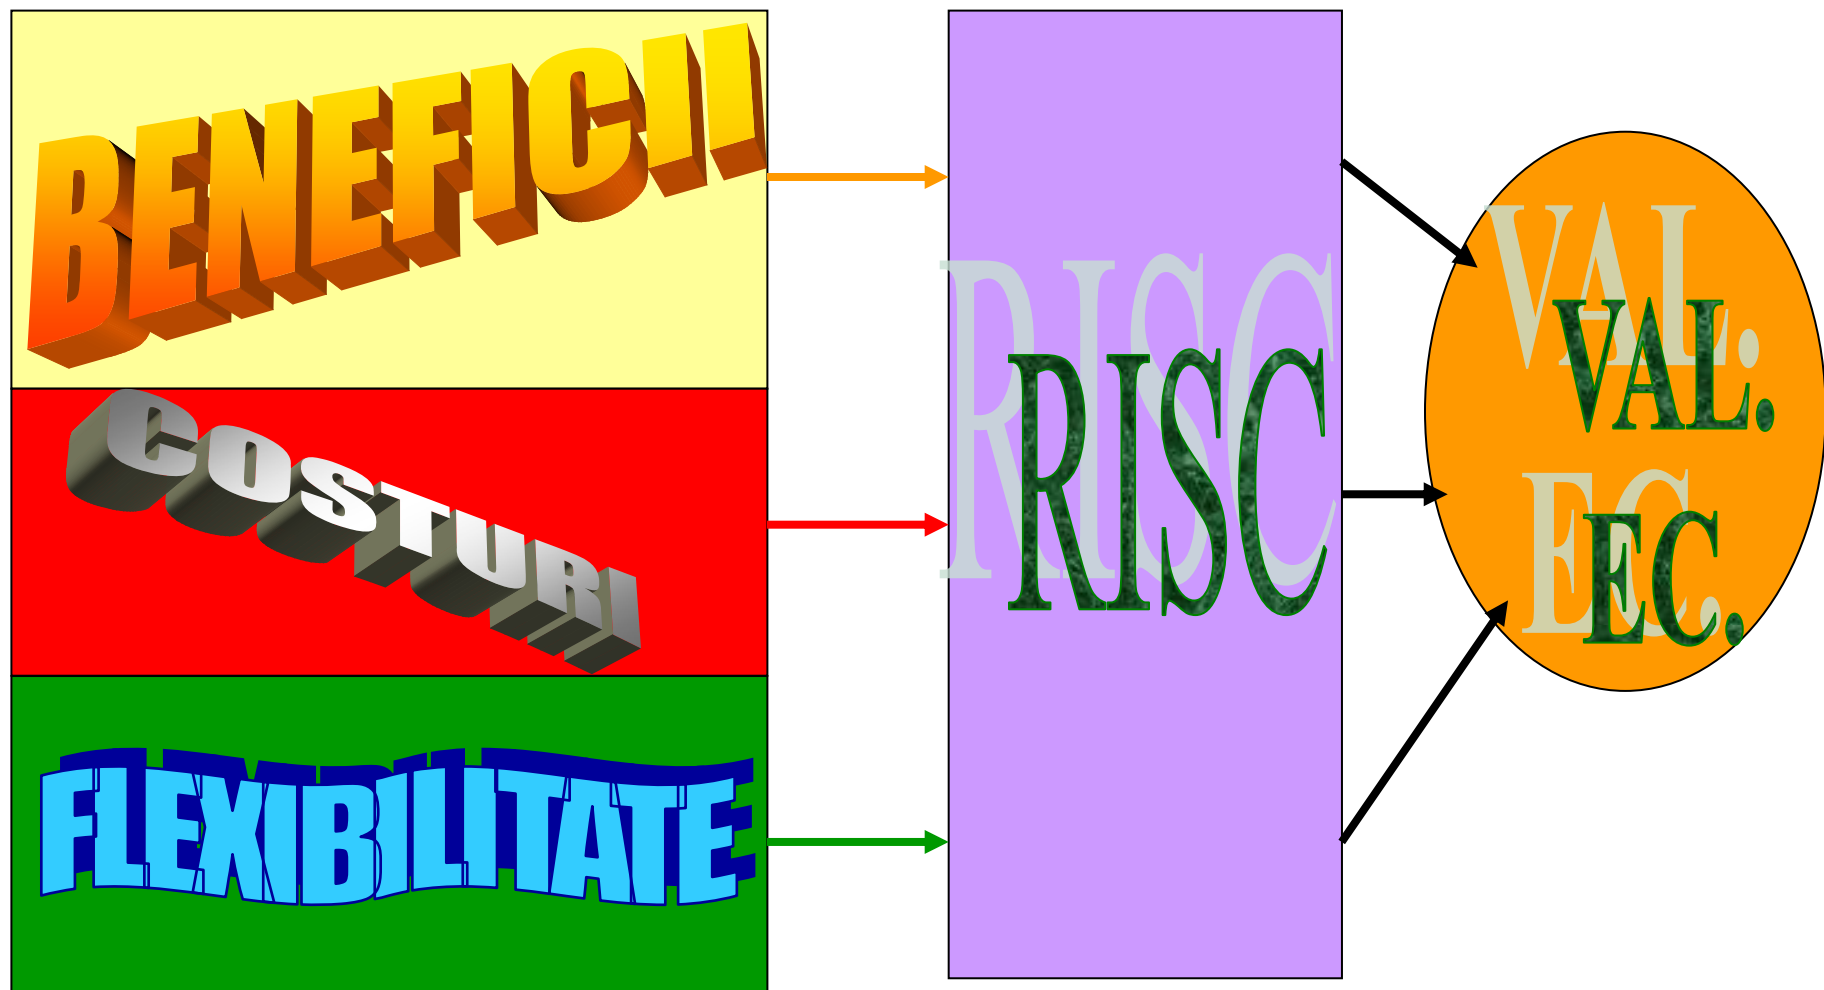 BENEFICII
COSTURI
FLEXIBILITATE
RISC
VAL.
EC.